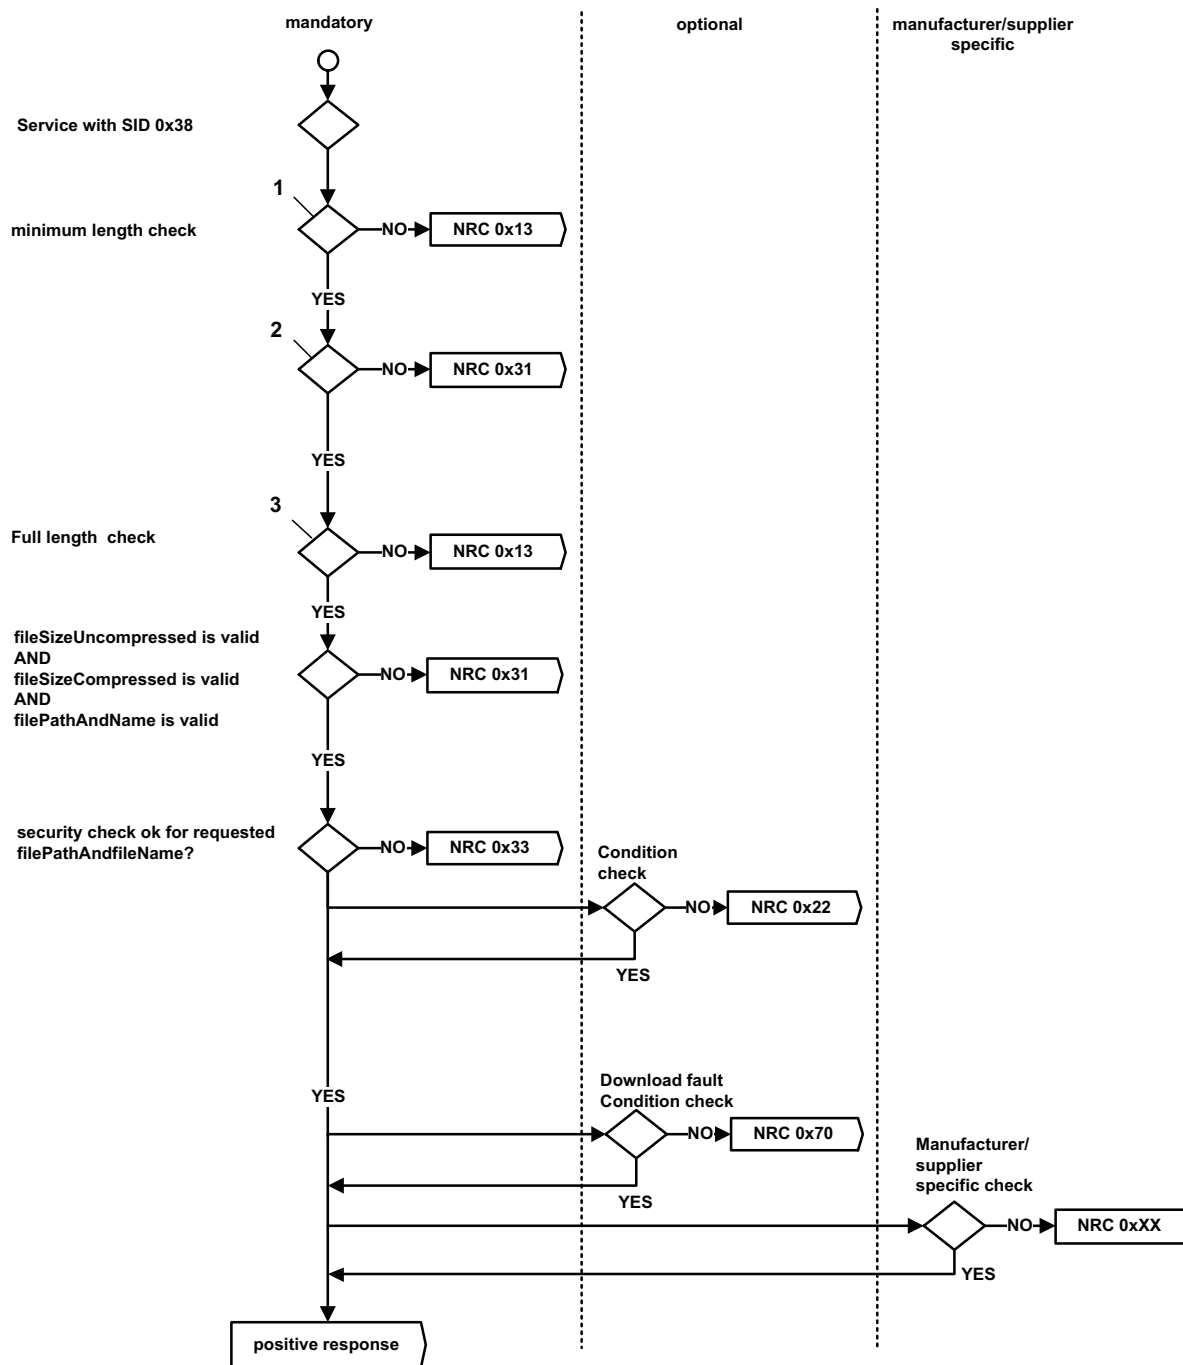 mandatory
optional
manufacturer/supplier
specific
Service with SID 0x38
1
minimum length check
NO
NRC 0x13
YES
2
NO
NRC 0x31
YES
3
Full length  check
NO
NRC 0x13
YES
fileSizeUncompressed is valid
AND
fileSizeCompressed is valid
AND
filePathAndName is valid
NO
NRC 0x31
YES
security check ok for requested
filePathAndfileName?
NO
NRC 0x33
Condition
check
NO
NRC 0x22
YES
YES
Download fault
Condition check
NO
NRC 0x70
YES
Manufacturer/
supplier
specific check
NO
NRC 0xXX
YES
positive response